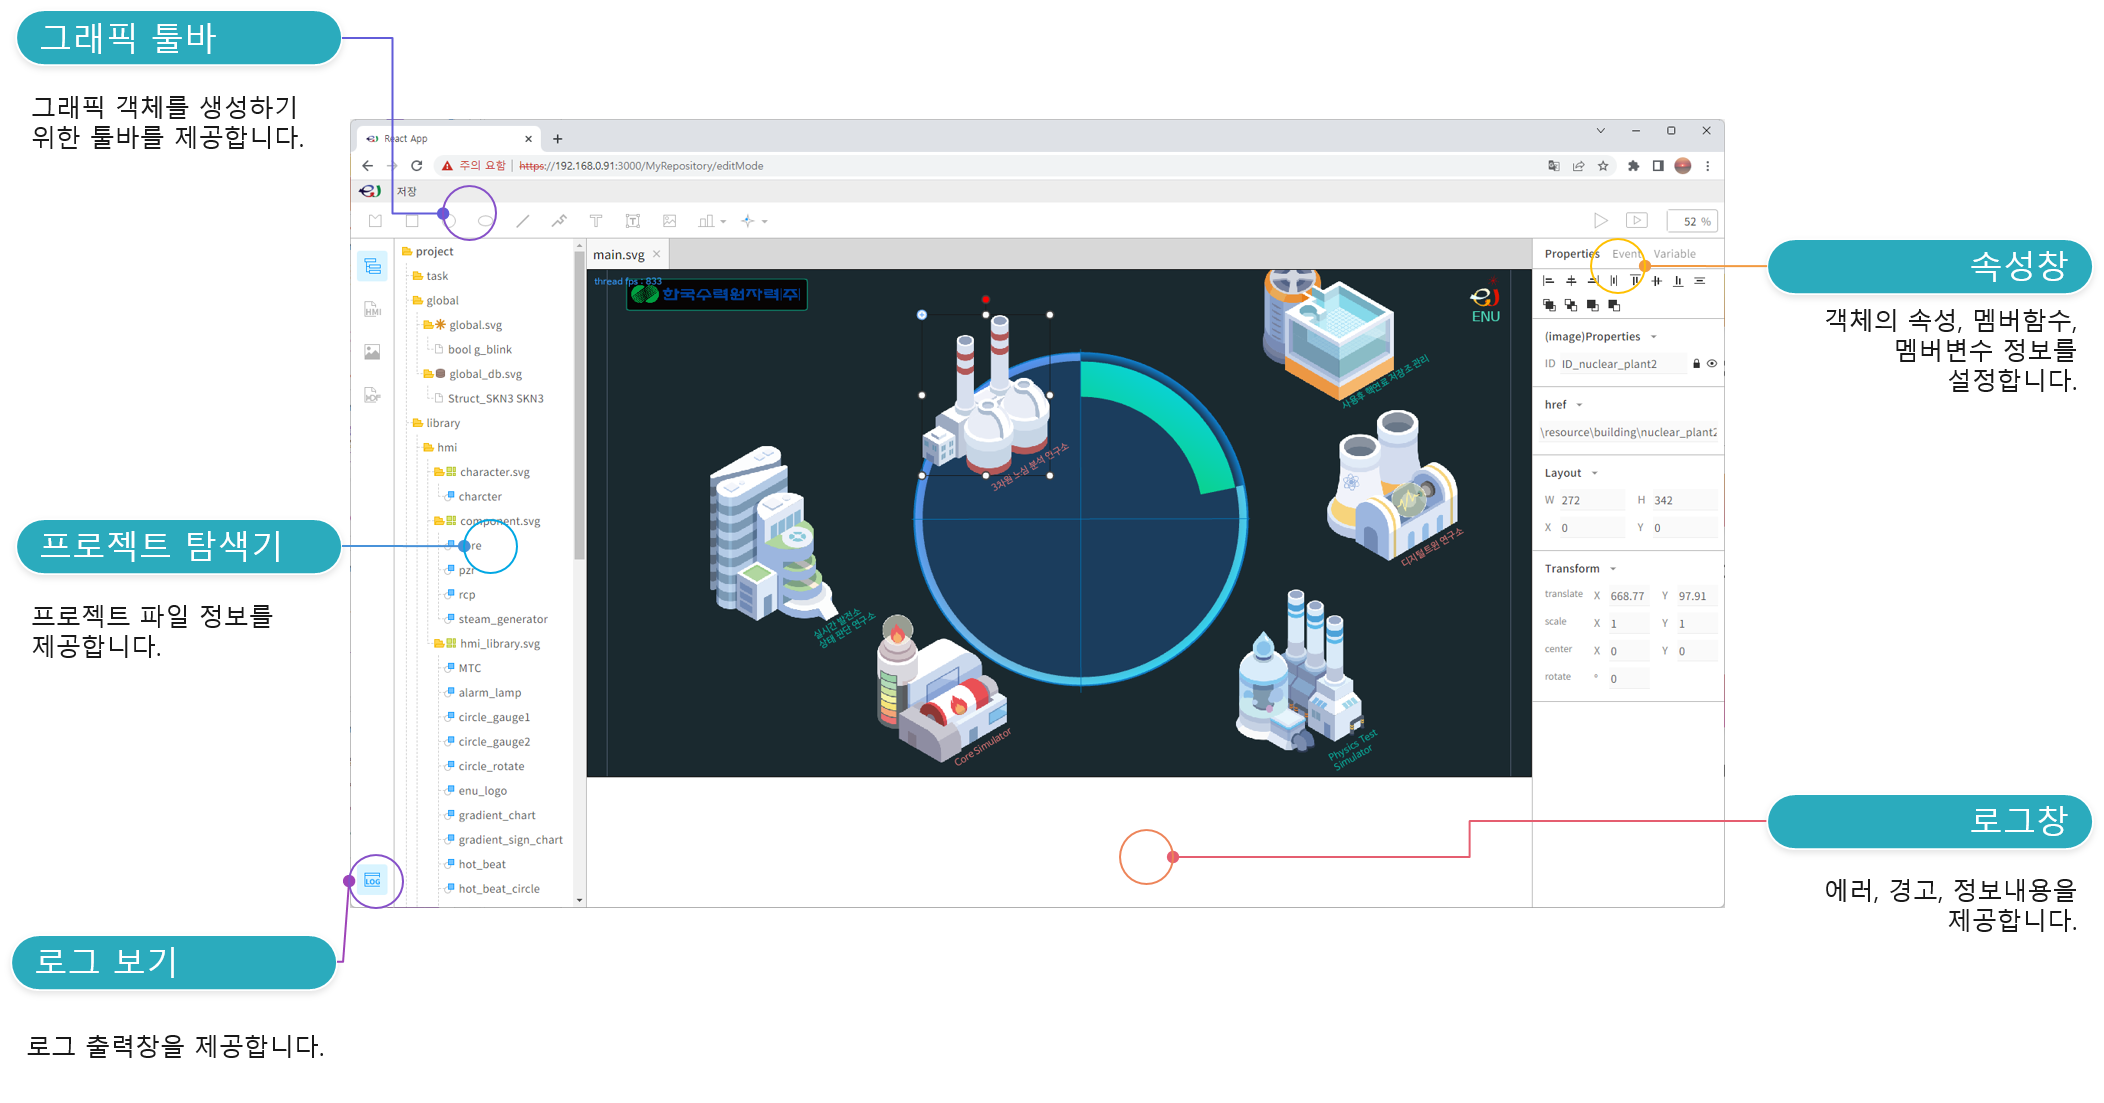 그래픽 툴바
그래픽 객체를 생성하기
위한 툴바를 제공합니다.
프로젝트 탐색기
프로젝트 파일 정보를
제공합니다.
로그 보기
로그 출력창을 제공합니다.
React App
주의 요함
https://192.168.0.91:3000/MyRepository/editMode
저장
52 %
HMI
LOG
project
task
global
global.svg
bool g_blink
global_db.svg
Struct_SKN3 SKN3
library
hmi
character.svg
charcter
component.svg
pzr
rcp
steam_generator
hmi_library.svg
MTC
alarm_lamp
circle_gauge1
circle_gauge2
circle_rotate
enu_logo
gradient_chart
gradient_sign_chart
hot_beat
hot_beat_circle
main.svg
thread fps : 833
한국수력원자력(주)
ENU
3차원 노심 분석 연구소
사용후 핵연료 저장조 관리
디지털트윈 연구소
실시간 발전소
상태 판단 연구소
Core Simulator
Physics Test
Simulator
Properties Event Variable
(image)Properties
ID ID_nuclear_plant2
href
\resource\building\nuclear_plant2
Layout
W 272 H 342
X 0 Y 0
Transform
translate X 668.77 Y 97.91
scale X 1 Y 1
center X 0 Y 0
rotate ° 0
속성창
객체의 속성, 멤버함수,
멤버변수 정보를
설정합니다.
로그창
에러, 경고, 정보내용을
제공합니다.